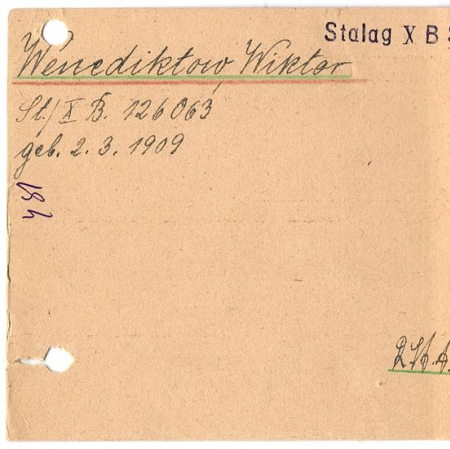 Stalag X B
Wenediktow, Wiktor
St./X B. 126063
geb. 2. 3. 1909